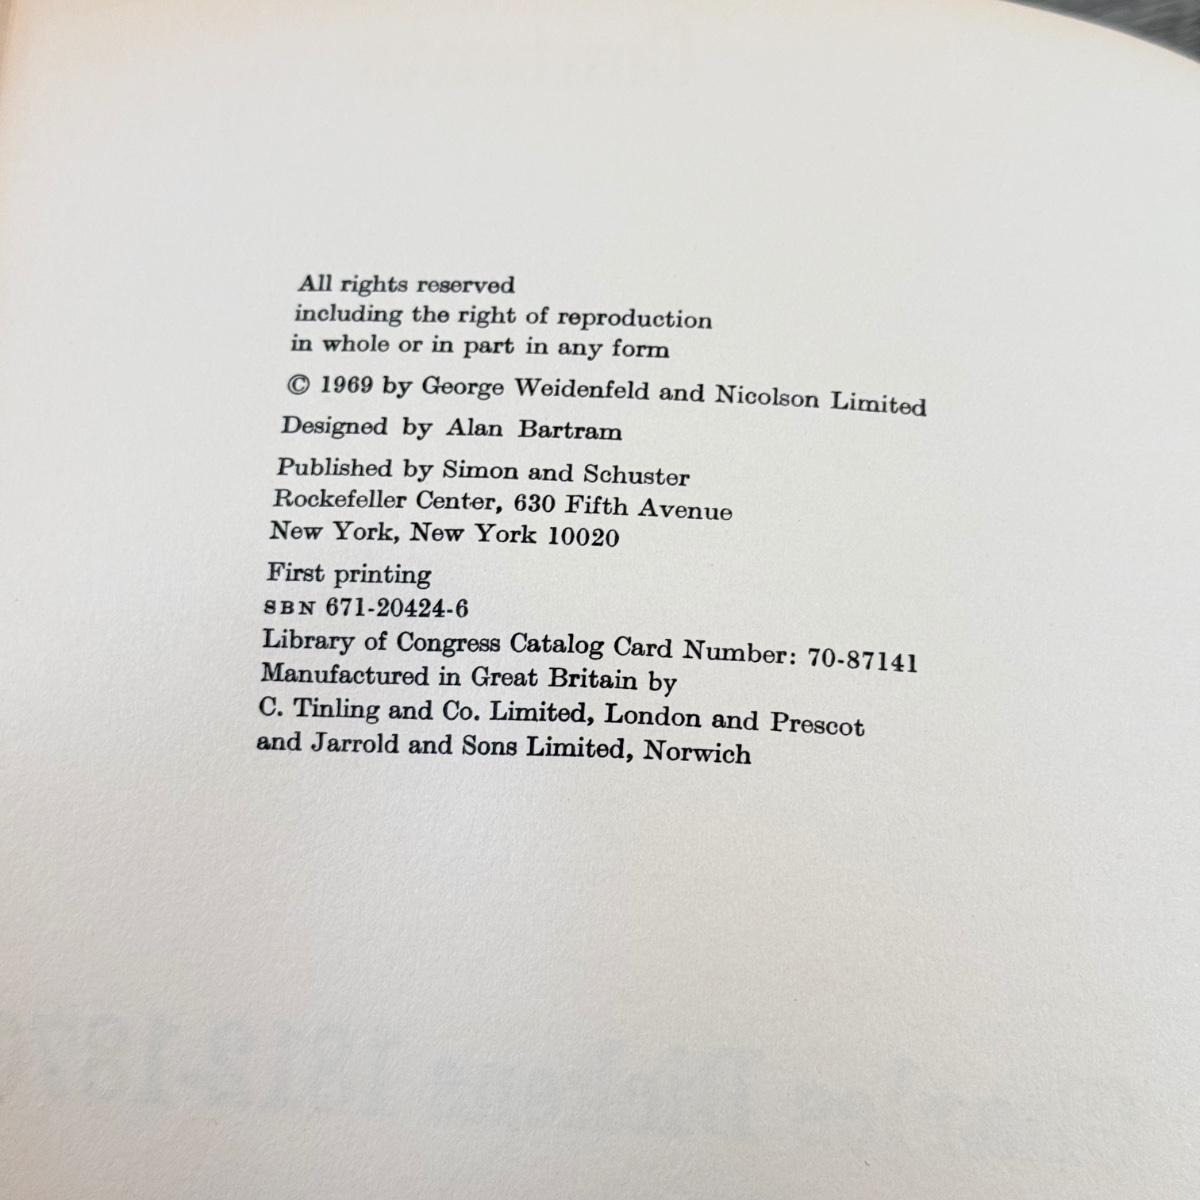 All rights reserved
including the right of reproduction
in whole or in part in any form
© 1969 by George Weidenfeld and Nicolson Limited
Designed by Alan Bartram
Published by Simon and Schuster
Rockefeller Center, 630 Fifth Avenue
New York, New York 10020
First printing
SBN 671-20424-6
Library of Congress Catalog Card Number: 70-87141
Manufactured in Great Britain by
C. Tinling and Co. Limited, London and Prescot
and Jarrold and Sons Limited, Norwich